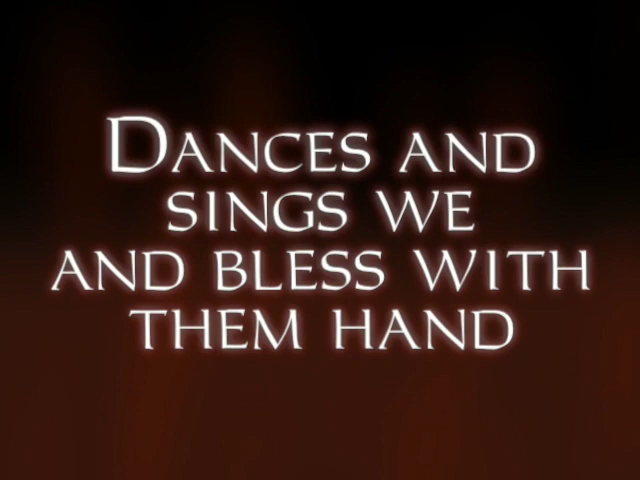 DANCES AND
SINGS WE
AND BLESS WITH
THEM HAND